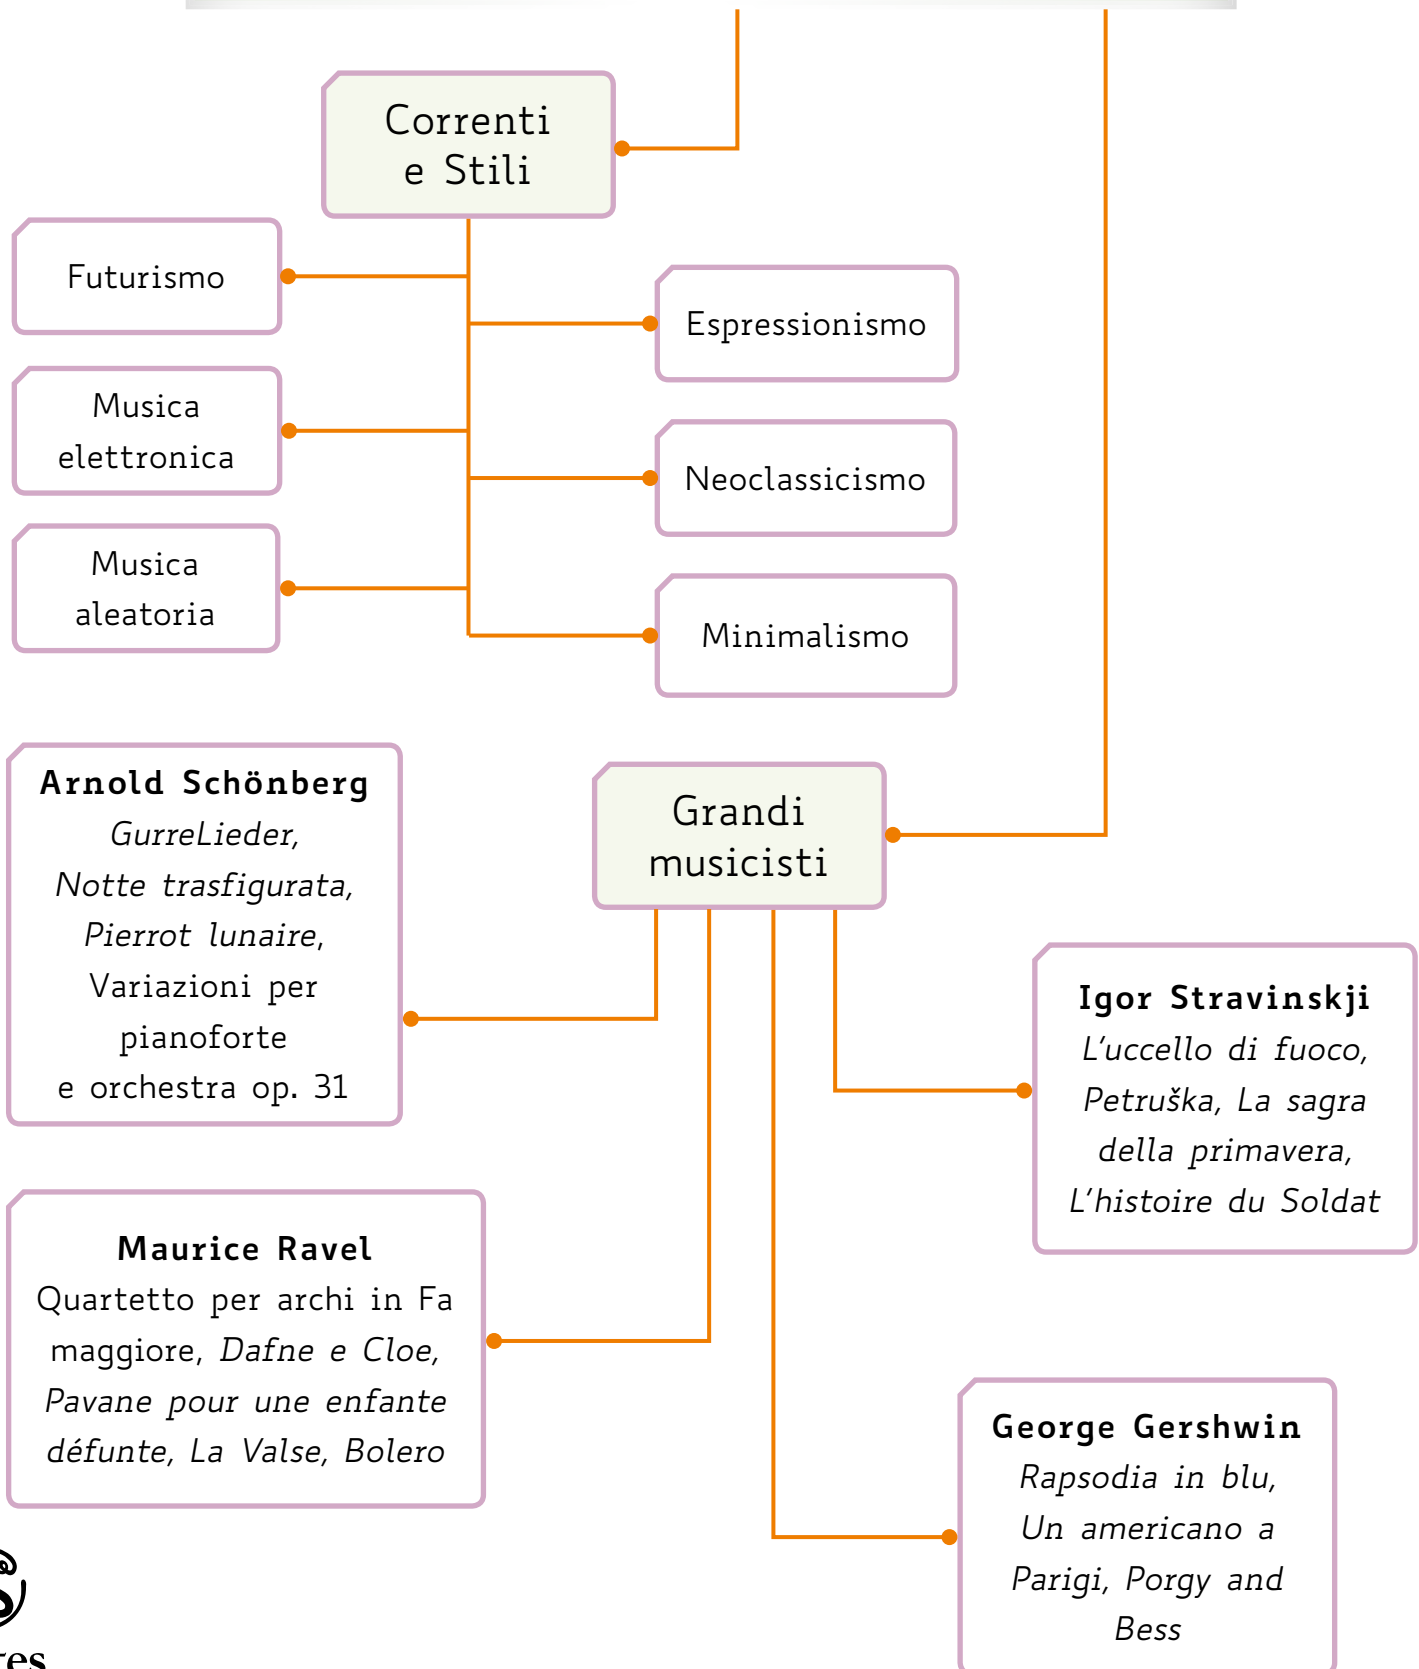 Correnti
e Stili
Futurismo
Espressionismo
Musica
elettronica
Neoclassicismo
Musica
aleatoria
Minimalismo
Arnold Schönberg
GurreLieder,
Notte trasfigurata,
Pierrot lunaire,
Variazioni per
pianoforte
e orchestra op. 31
Grandi
musicisti
Igor Stravinskji
L'uccello di fuoco,
Petruška, La sagra
della primavera,
L'histoire du Soldat
Maurice Ravel
Quartetto per archi in Fa
maggiore, Dafne e Cloe,
Pavane pour une enfante
défunte, La Valse, Bolero
George Gershwin
Rapsodia in blu,
Un americano a
Parigi, Porgy and
Bess